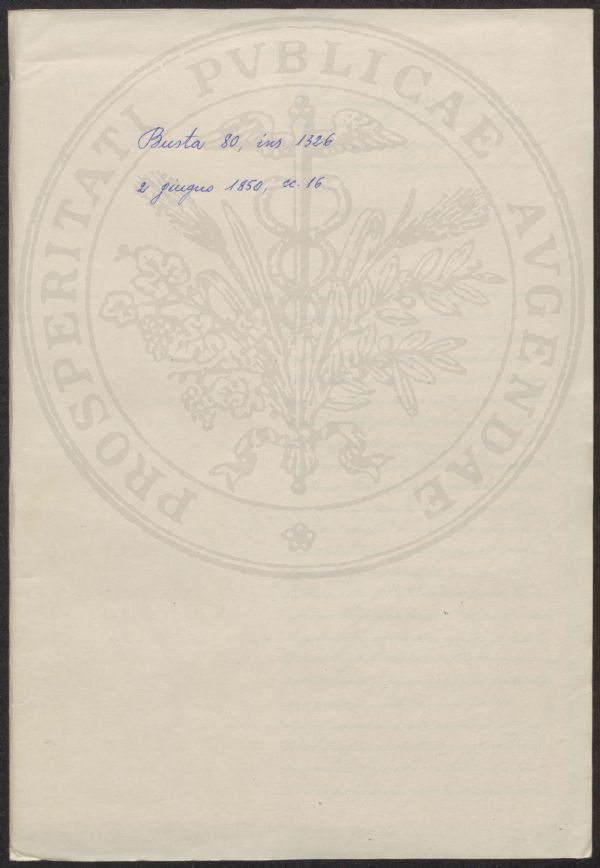 PROSPERITATI PVBLICAE AVGENDAE
Busta 80, ins 1326
2 giugno 1850, cc. 16